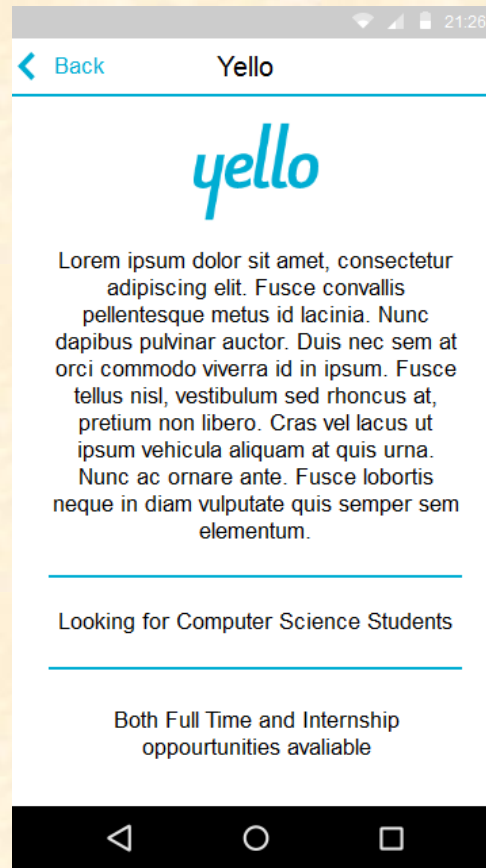 21:26
Back
Yello
yello
Lorem ipsum dolor sit amet, consectetur
adipiscing elit. Fusce convallis
pellentesque metus id lacinia. Nunc
dapibus pulvinar auctor. Duis nec sem at
orci commodo viverra id in ipsum. Fusce
tellus nisl, vestibulum sed rhoncus at,
pretium non libero. Cras vel lacus ut
ipsum vehicula aliquam at quis urna.
Nunc ac ornare ante. Fusce lobortis
neque in diam vulputate quis semper sem
elementum.
Looking for Computer Science Students
Both Full Time and Internship
oppourtunities avaliable